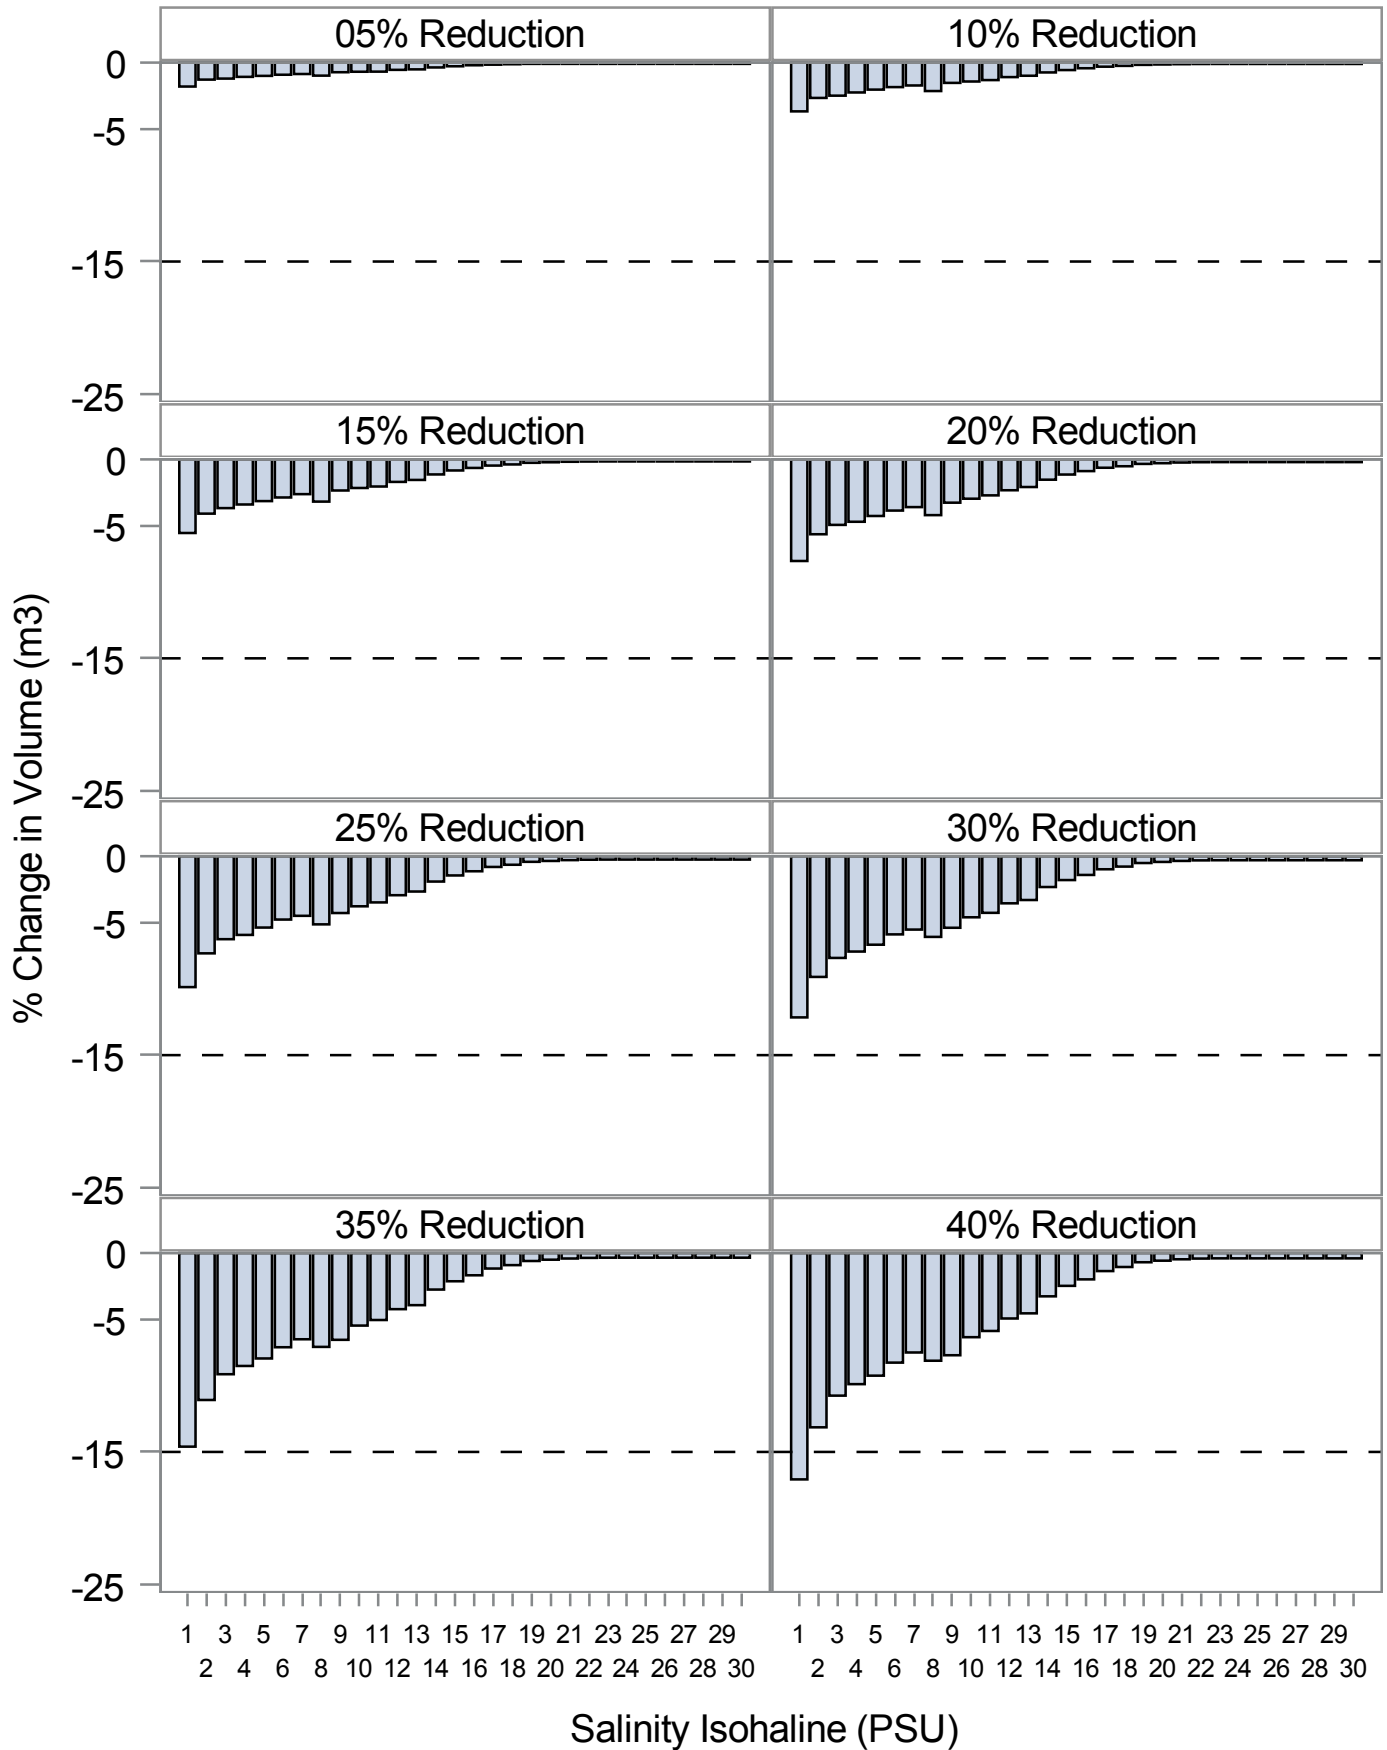 05% Reduction
10% Reduction
0
-5
-15
-25
15% Reduction
20% Reduction
0
-5
-15
-25
25% Reduction
30% Reduction
0
-5
-15
-25
35% Reduction
40% Reduction
0
-5
-15
-25
% Change in Volume (m3)
1 3 5 7 9 11 13 15 17 19 21 23 25 27 29
2 4 6 8 10 12 14 16 18 20 22 24 26 28 30
1 3 5 7 9 11 13 15 17 19 21 23 25 27 29
2 4 6 8 10 12 14 16 18 20 22 24 26 28 30
Salinity Isohaline (PSU)